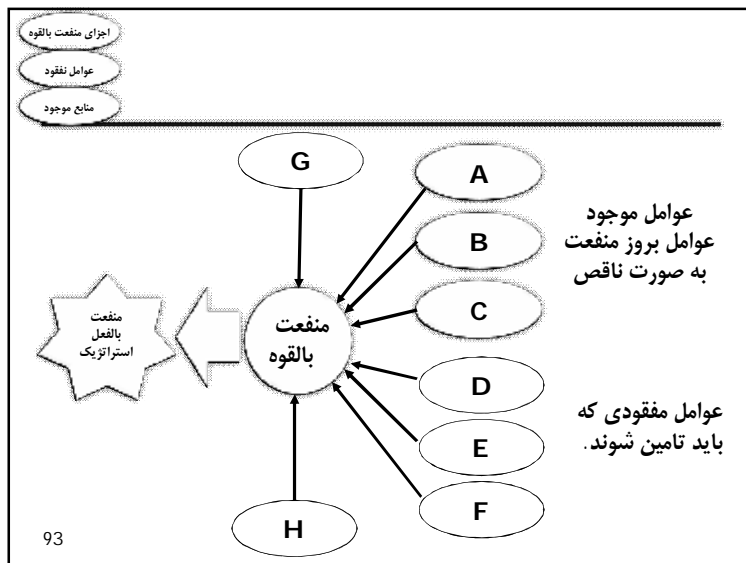 اجزای منفعت بالقوه
عوامل نفقود
منابع موجود
G
A
B
C
D
E
F
H
عوامل موجود
عوامل بروز منفعت
به صورت ناقص
منفعت
بالقوه
منفعت
بالفعل
استراتژیک
عوامل مفقودی که
باید تامین شوند.
93